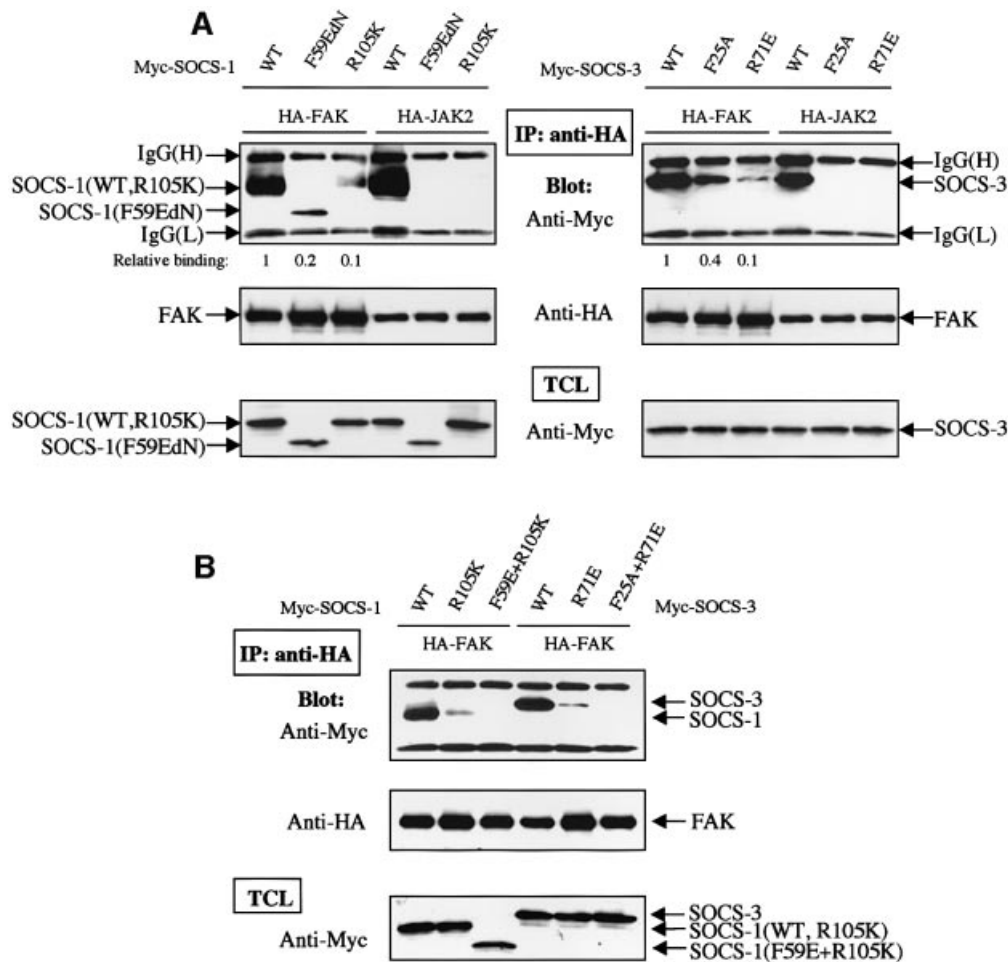 A
Myc-SOCS-1 WT F59EdN R105K WT F59EdN R105K
Myc-SOCS-3 WT F25A R71E WT F25A R71E
HA-FAK HA-JAK2
HA-FAK HA-JAK2
IP: anti-HA
IgG(H)
SOCS-1(WT,R105K)
SOCS-1(F59EdN)
IgG(L)
Blot:
Anti-Myc
IgG(H)
SOCS-3
IgG(L)
Relative binding: 1 0.2 0.1
1 0.4 0.1
FAK
Anti-HA
FAK
TCL
SOCS-1(WT,R105K)
SOCS-1(F59EdN)
Anti-Myc
SOCS-3
B
Myc-SOCS-1 WT R105K F59E+R105K WT R71E F25A+R71E Myc-SOCS-3
HA-FAK HA-FAK
IP: anti-HA
Blot:
Anti-Myc
SOCS-3
SOCS-1
Anti-HA
FAK
TCL
Anti-Myc
SOCS-3
SOCS-1(WT, R105K)
SOCS-1(F59E+R105K)